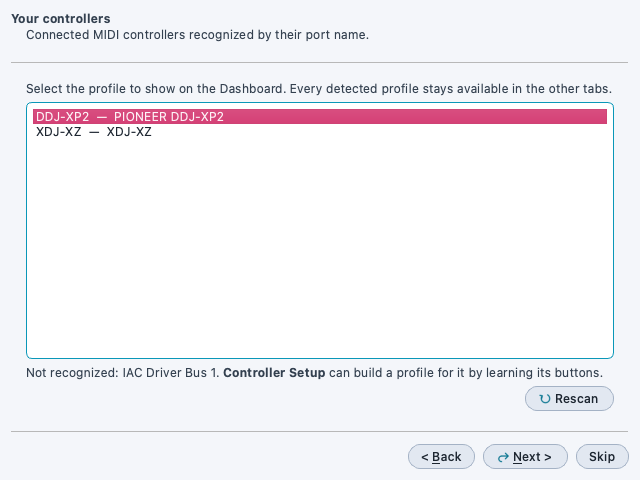 Your controllers
Connected MIDI controllers recognized by their port name.
Select the profile to show on the Dashboard. Every detected profile stays available in the other tabs.
DDJ-XP2 — PIONEER DDJ-XP2
XDJ-XZ — XDJ-XZ
Not recognized: IAC Driver Bus 1. Controller Setup can build a profile for it by learning its buttons.
Rescan
< Back Next > Skip